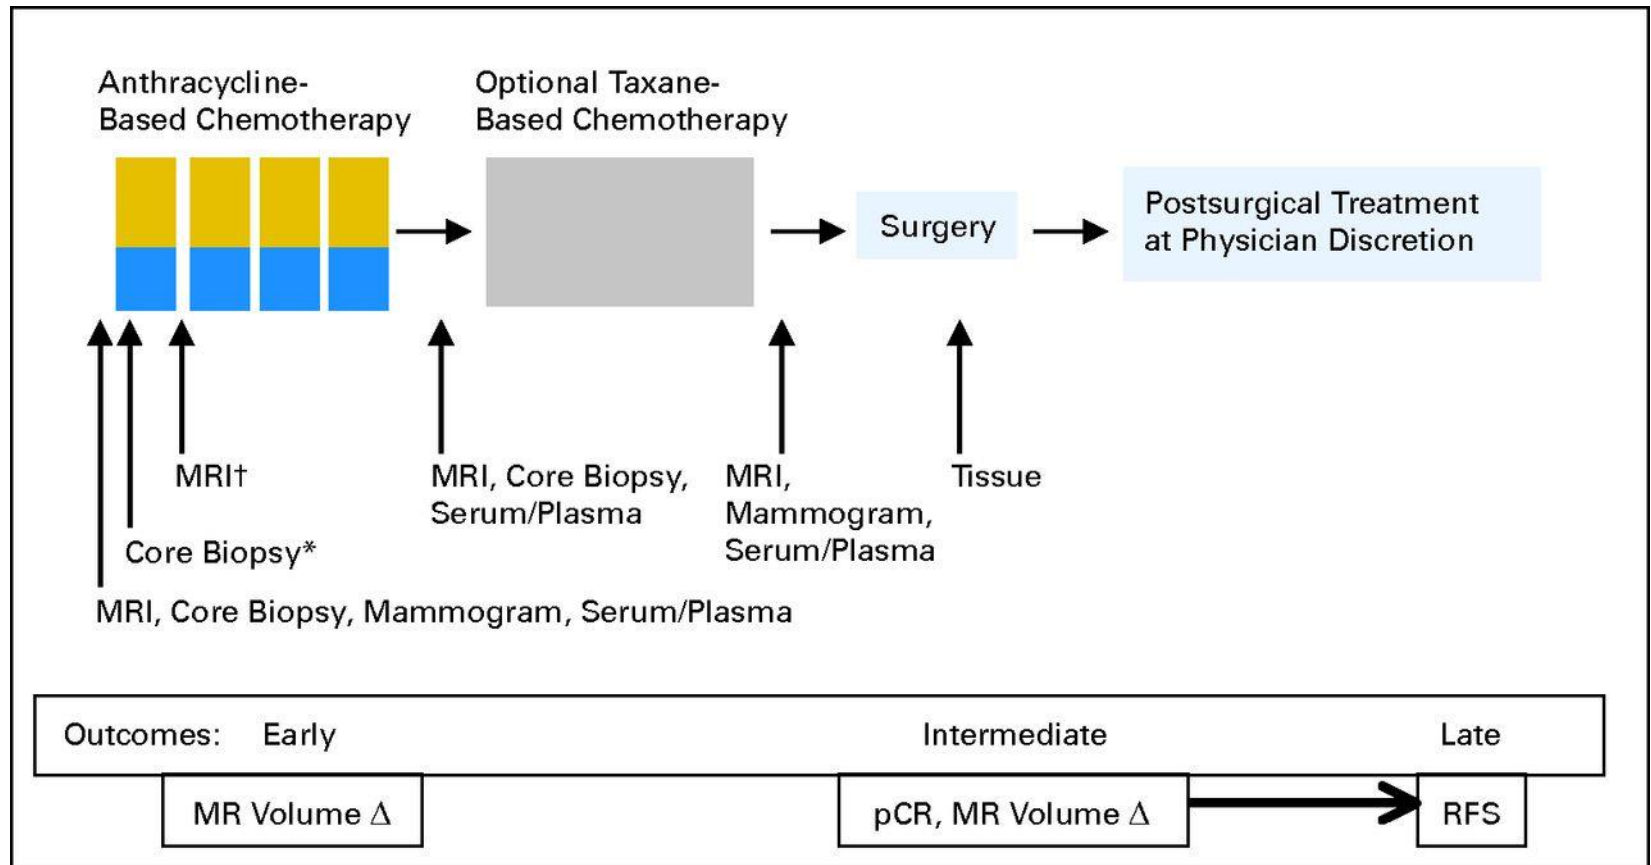 Anthracycline-
Based Chemotherapy
Optional Taxane-
Based Chemotherapy
Surgery
Postsurgical Treatment
at Physician Discretion
MRI†
MRI, Core Biopsy,
Serum/Plasma
MRI,
Mammogram,
Serum/Plasma
Tissue
Core Biopsy*
MRI, Core Biopsy, Mammogram, Serum/Plasma
Outcomes: Early Intermediate Late
MR Volume Δ
pCR, MR Volume Δ
RFS